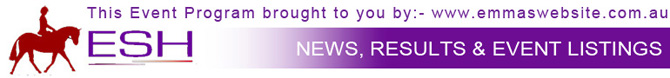 This Event Program brought to you by:- www.emmaswebsite.com.au
ESH
NEWS, RESULTS & EVENT LISTINGS